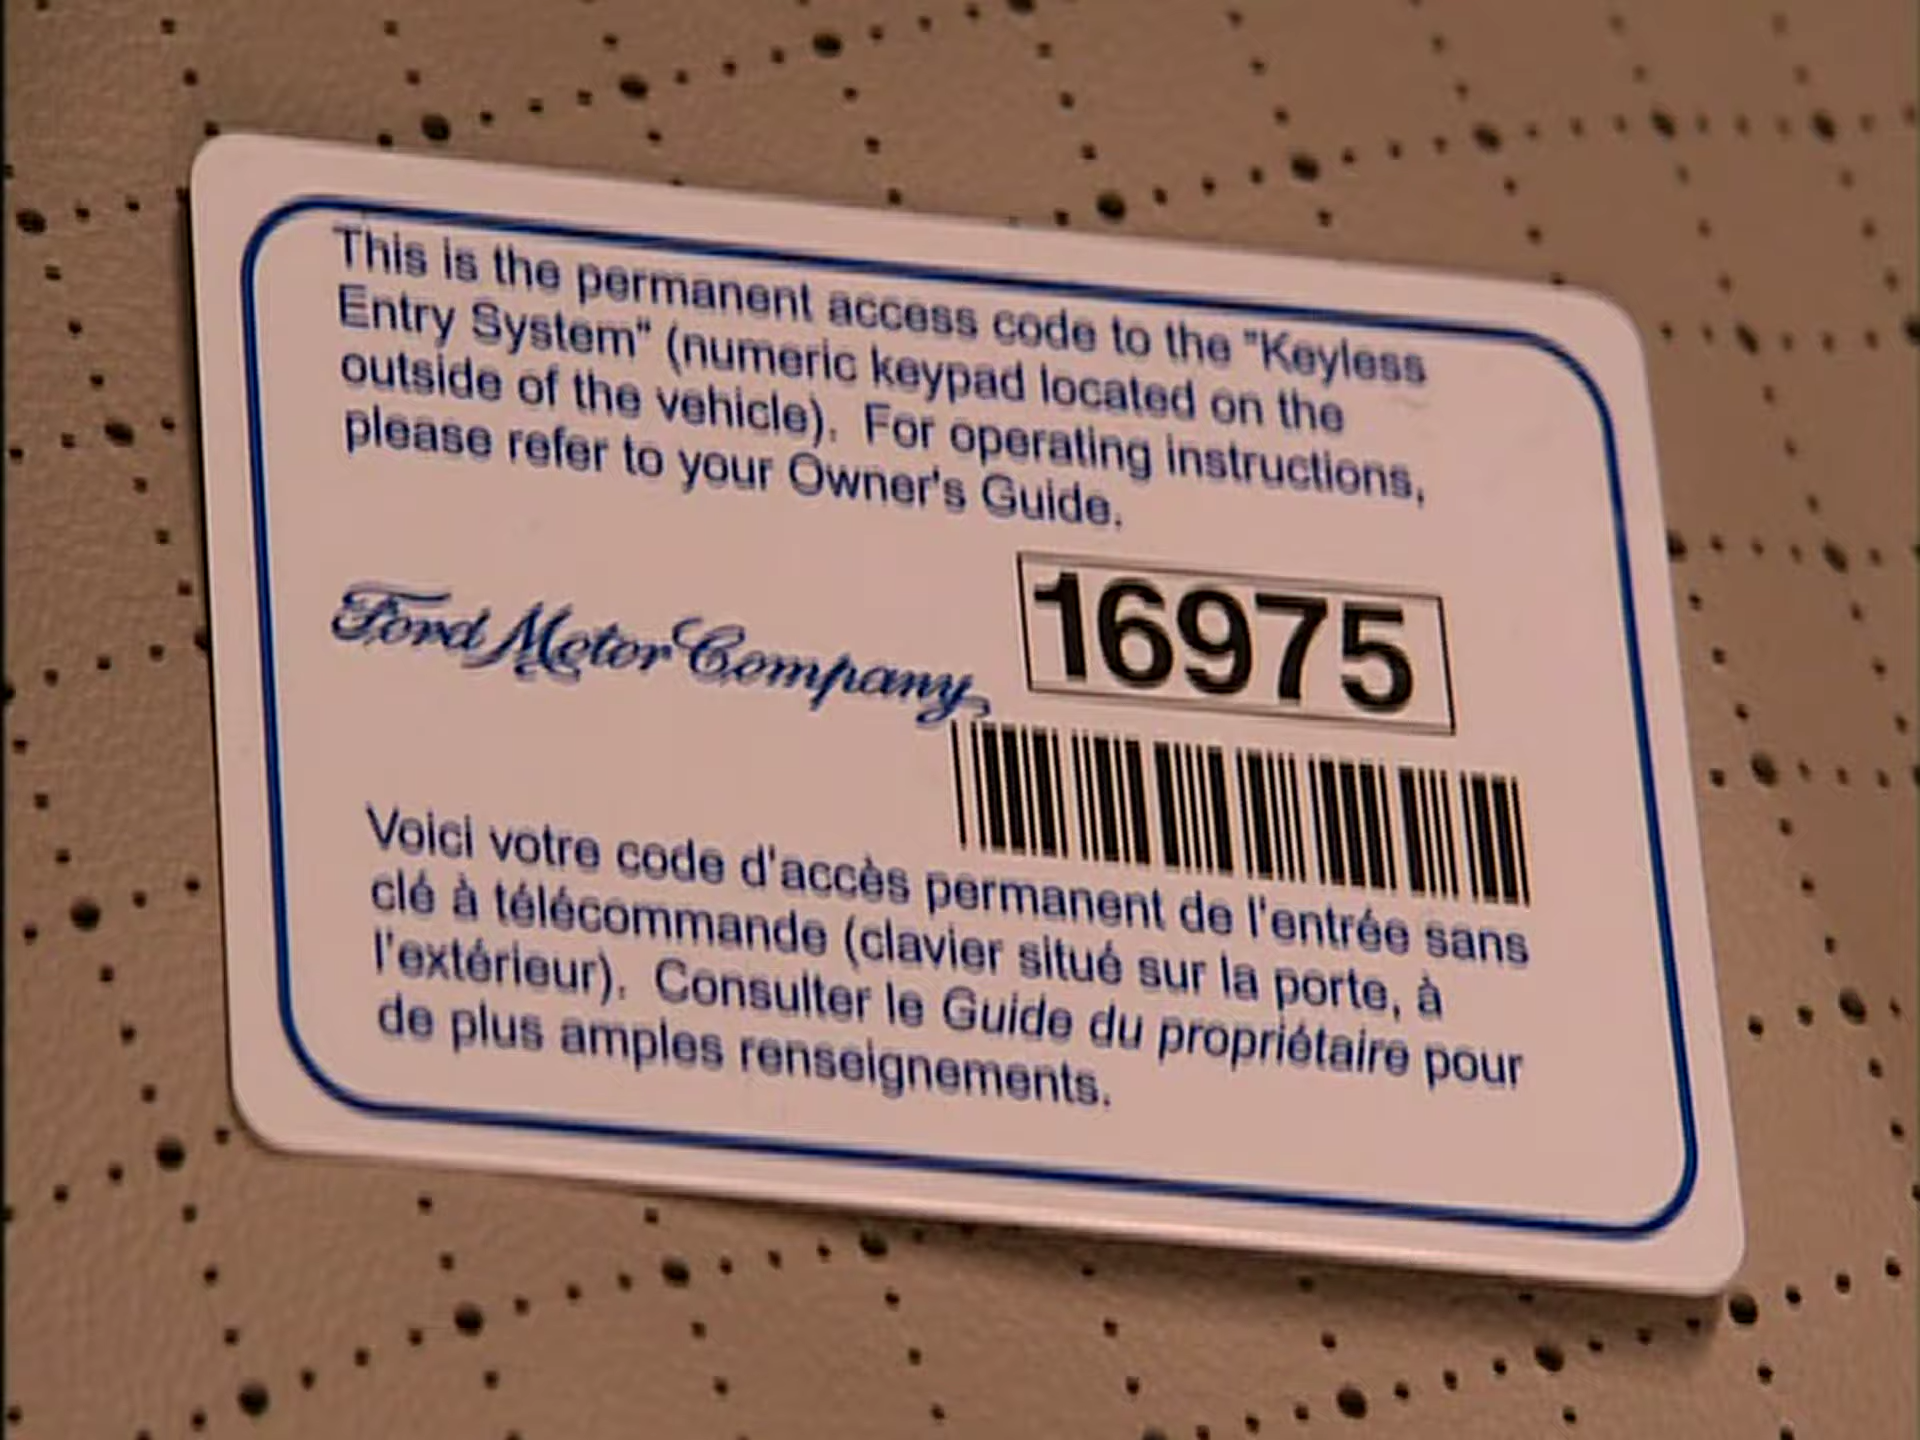 This is the permanent access code to the "Keyless
Entry System" (numeric keypad located on the
outside of the vehicle). For operating instructions,
please refer to your Owner's Guide.
Ford Motor Company
16975
Voici votre code d'accès permanent de l'entrée sans
clé à télécommande (clavier situé sur la porte, à
l'extérieur). Consulter le Guide du propriétaire pour
de plus amples renseignements.